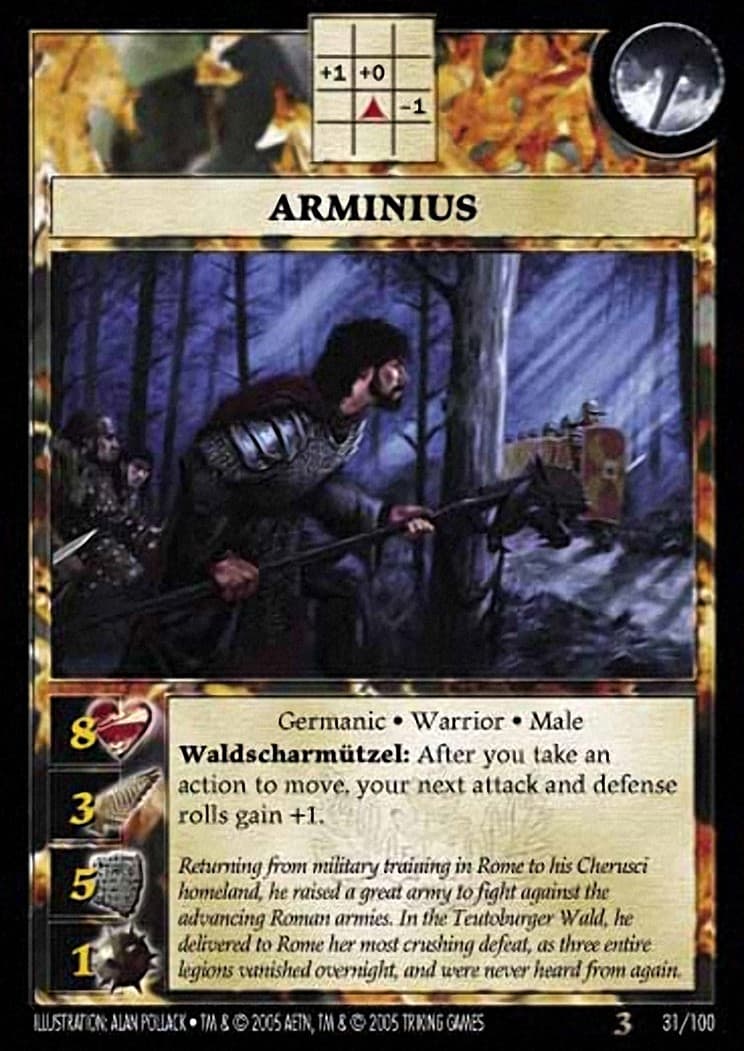 +1 +0
-1
ARMINIUS
8
3
5
1
Germanic • Warrior • Male
Waldscharmützel: After you take an
action to move, your next attack and defense
rolls gain +1.
Returning from military training in Rome to his Cherusci
homeland, he raised a great army to fight against the
advancing Roman armies. In the Teutoburger Wald, he
delivered to Rome her most crushing defeat, as three entire
legions vanished overnight, and were never heard from again.
ILLUSTRATION: ALAN POLLACK • TM & © 2005 AETN, TM & © 2005 TRIKING GAMES 3 31/100